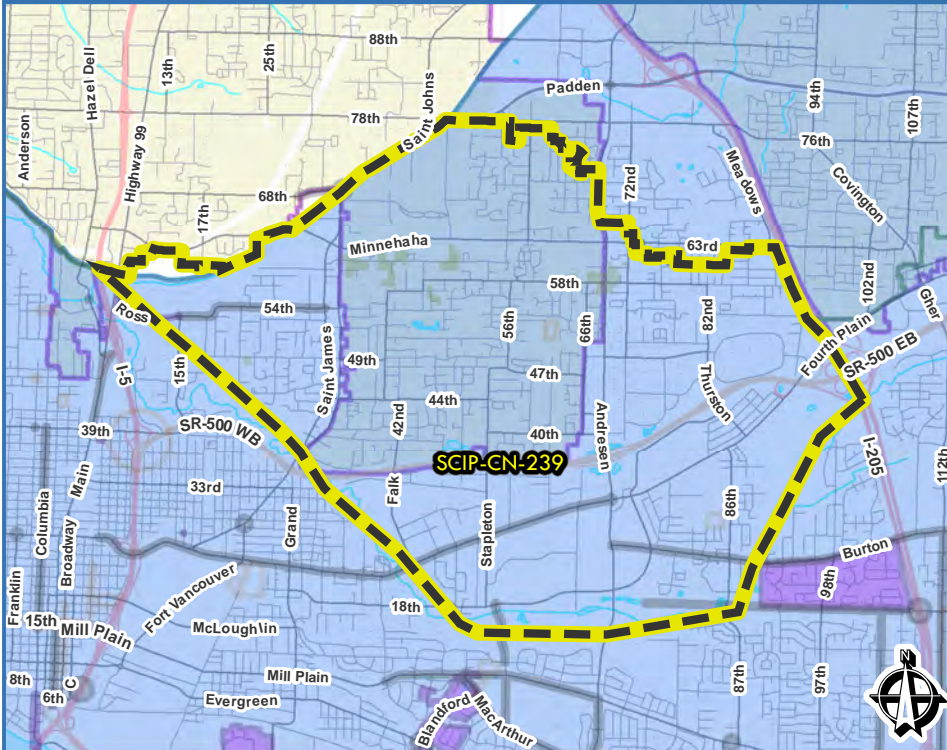 88th
Hazel Dell
13th
25th
Saint Johns
Padden
94th
107th
78th
76th
Anderson
Highway 99
72nd
Meadows
Covington
68th
17th
Minnehaha
63rd
58th
102nd
Gher
Ross
54th
56th
66th
82nd
Fourth Plain
SR-500 EB
I-5
15th
Saint James
49th
47th
Thurston
44th
42nd
39th
SR-500 WB
40th
Andresen
SCIP-CN-239
I-205
112th
Main
33rd
Grand
Falk
Stapleton
86th
Columbia
Broadway
Burton
Franklin
Fort Vancouver
18th
98th
15th
Mill Plain
McLoughlin
8th
6th
C
Mill Plain
Evergreen
Blandford
MacArthur
87th
97th
N